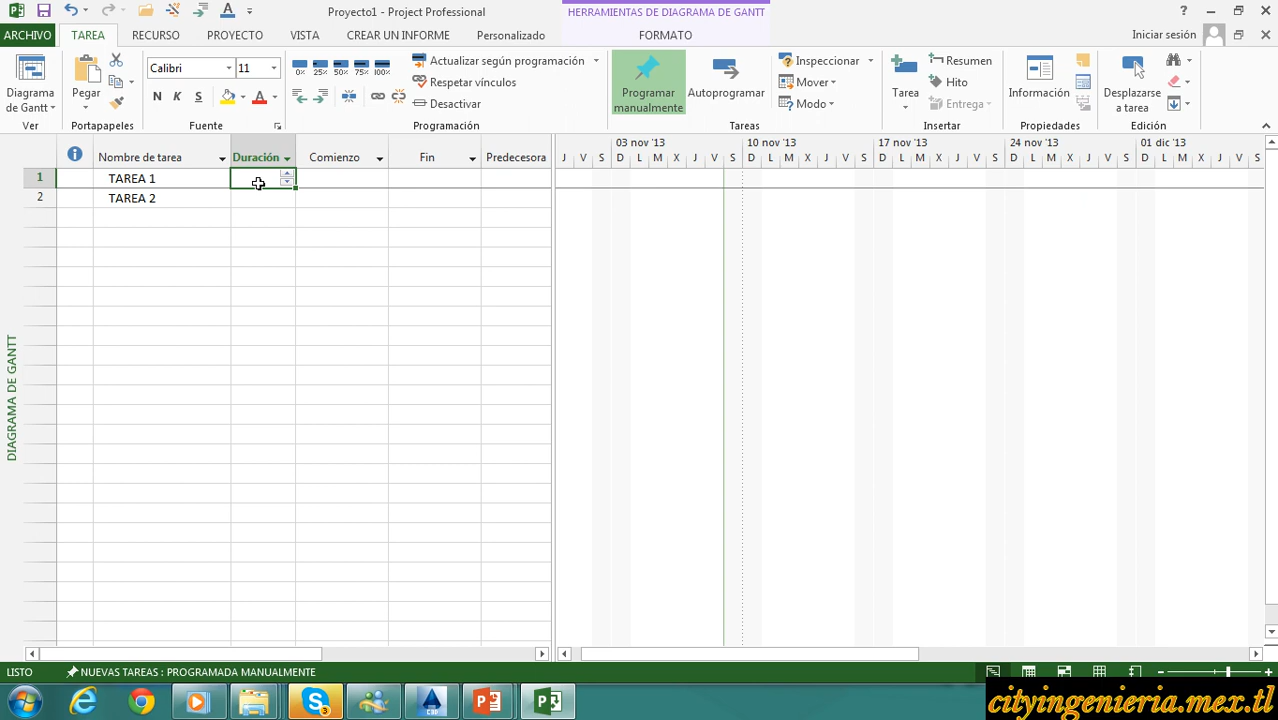 Proyecto1 - Project Professional
HERRAMIENTAS DE DIAGRAMA DE GANTT
ARCHIVO
TAREA
RECURSO
PROYECTO
VISTA
CREAR UN INFORME
Personalizado
FORMATO
Iniciar sesión
Diagrama de Gantt
Ver
Pegar
Portapapeles
Calibri
11
N K S
A
Fuente
0% 25% 50% 75% 100%
Actualizar según programación
Respetar vínculos
Desactivar
Programación
Programar manualmente
Autoprogramar
Inspeccionar
Mover
Modo
Tareas
Tarea
Resumen
Hito
Entrega
Insertar
Información
Propiedades
Desplazarse a tarea
Edición
Nombre de tarea
Duración
Comienzo
Fin
Predecesora
03 nov '13
10 nov '13
17 nov '13
24 nov '13
01 dic '13
J V S D L M X J V S D L M X J V S D L M X J V S D L M X J V S D L M X J V S
1 TAREA 1
2 TAREA 2
DIAGRAMA DE GANTT
LISTO
NUEVAS TAREAS : PROGRAMADA MANUALMENTE
cityingenieria.mex.tl